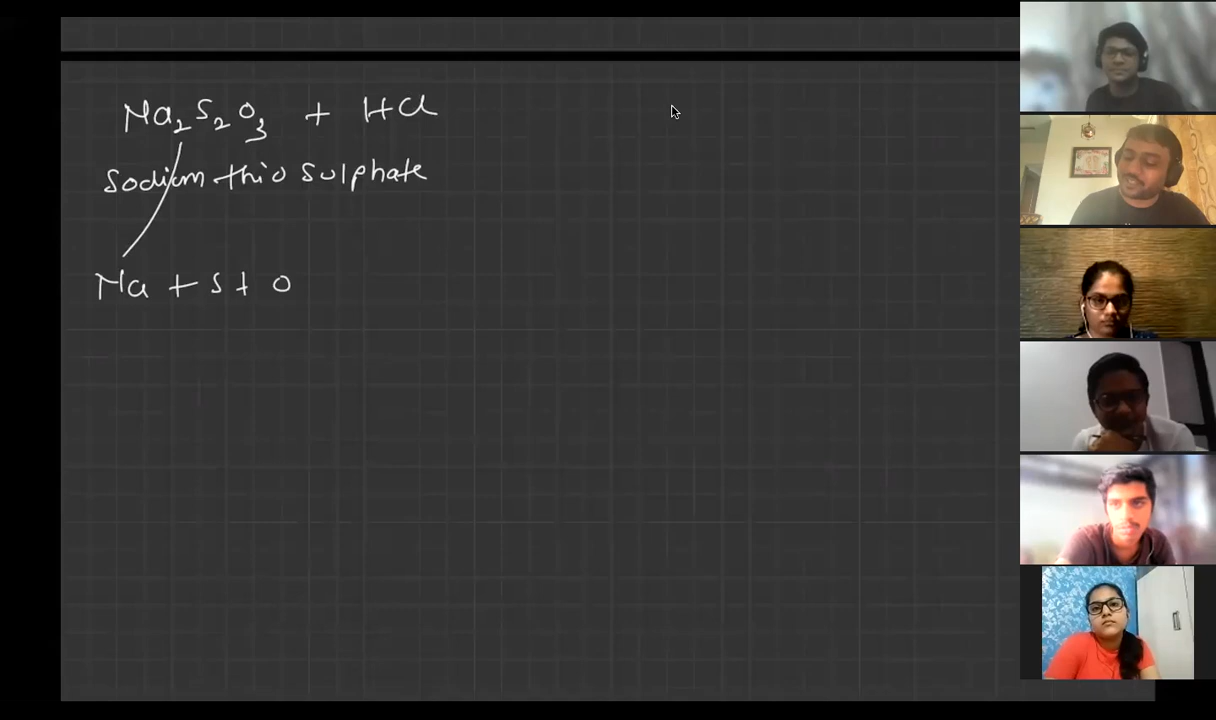 Na₂S₂O₃ + HCl
Sodium thio sulphate
Na + S + O